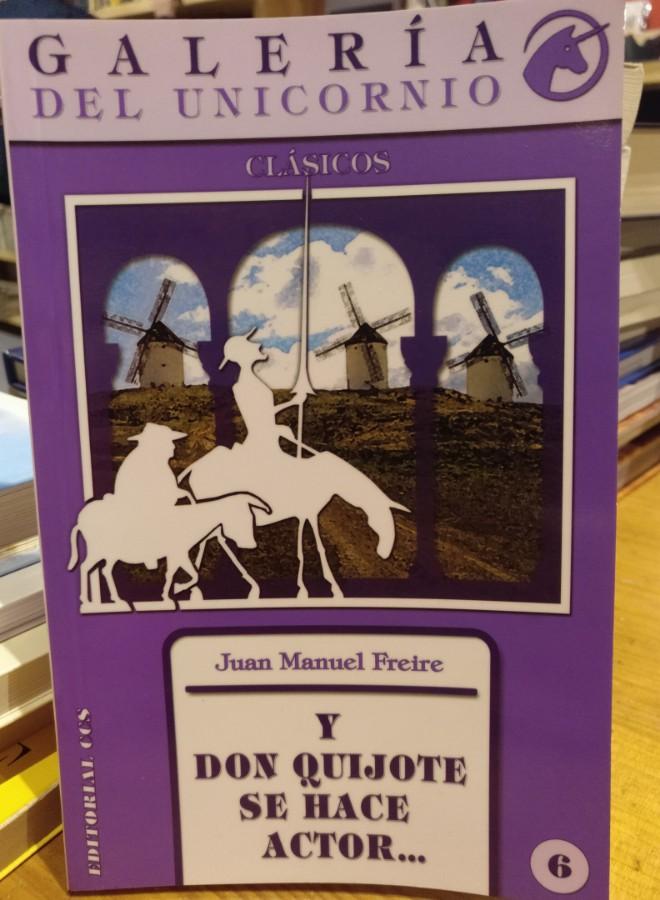 GALERÍA
DEL UNICORNIO
CLÁSICOS
Juan Manuel Freire
Y
DON QUIJOTE
SE HACE
ACTOR...
EDITORIAL CCS
6